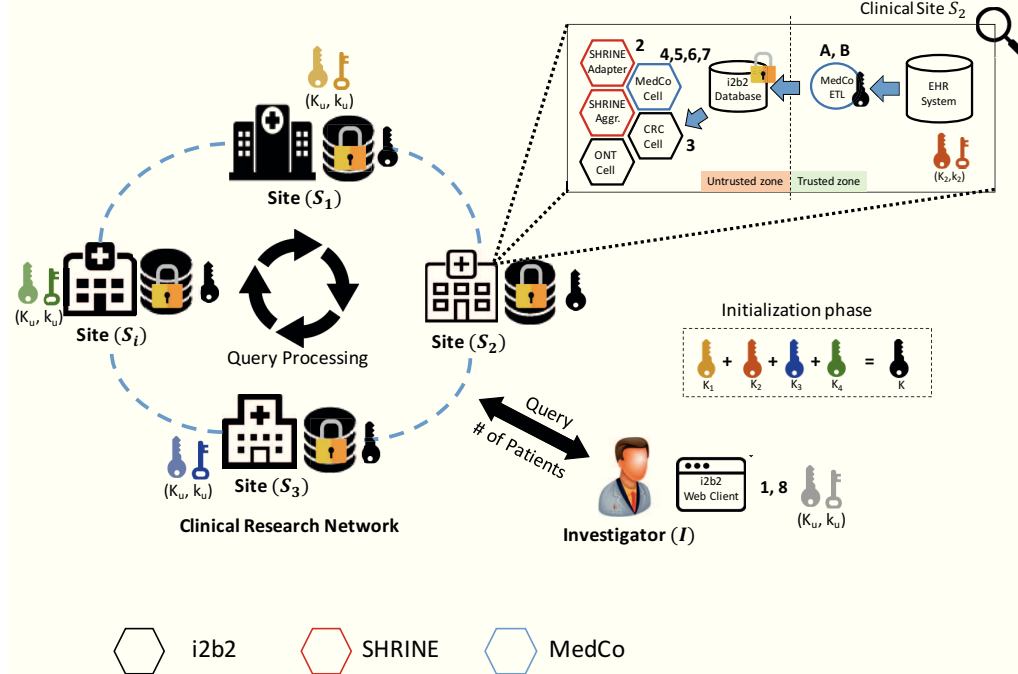 Clinical Site S₂
SHRINE
Adapter
2
4,5,6,7
MedCo
Cell
SHRINE
Aggr.
CRC
Cell
3
ONT
Cell
i2b2
Database
A, B
MedCo
ETL
EHR
System
(K₂,k₂)
Untrusted zone
Trusted zone
(Kᵤ, kᵤ)
Site (S₁)
(Kᵤ, kᵤ)
Site (Sᵢ)
Query Processing
Site (S₂)
(Kᵤ, kᵤ)
Site (S₃)
Clinical Research Network
Initialization phase
+ + + =
K₁ K₂ K₃ K₄ K
Query
# of Patients
i2b2
Web Client
1, 8
(Kᵤ, kᵤ)
Investigator (I)
i2b2
SHRINE
MedCo